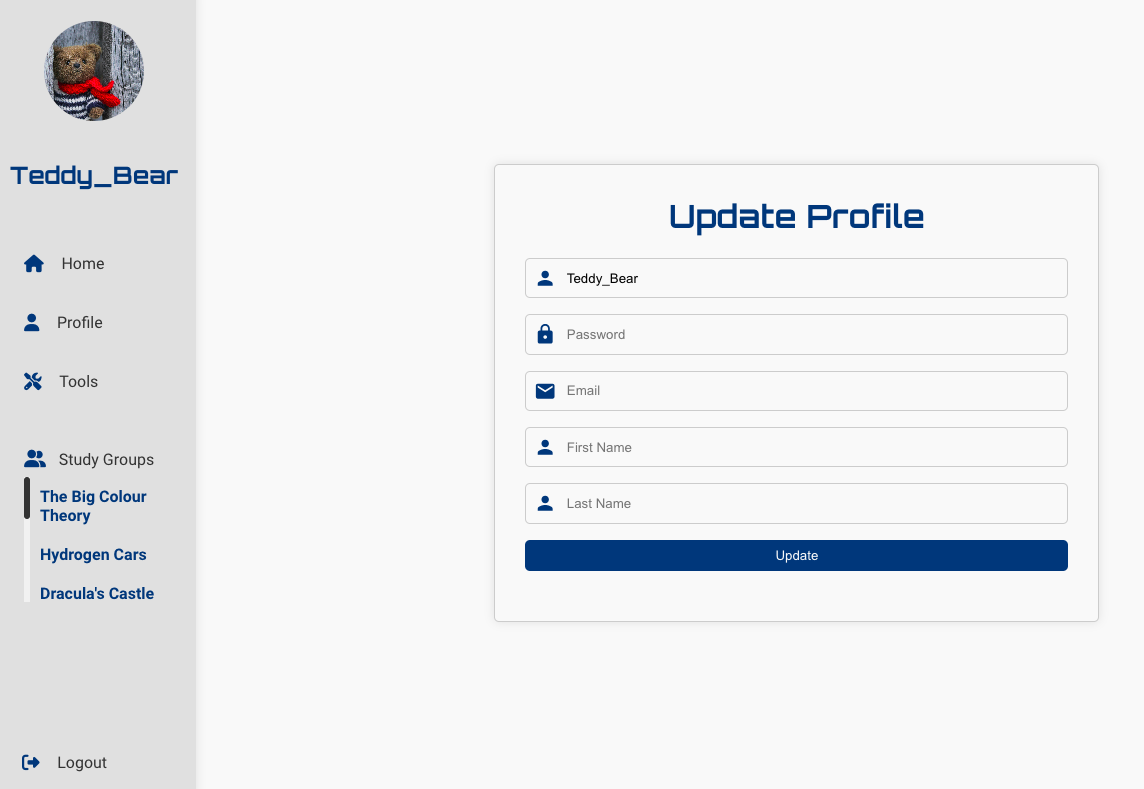 Teddy_Bear
Home
Profile
Tools
Study Groups
The Big Colour
Theory
Hydrogen Cars
Dracula's Castle
Logout
Update Profile
Teddy_Bear
Password
Email
First Name
Last Name
Update